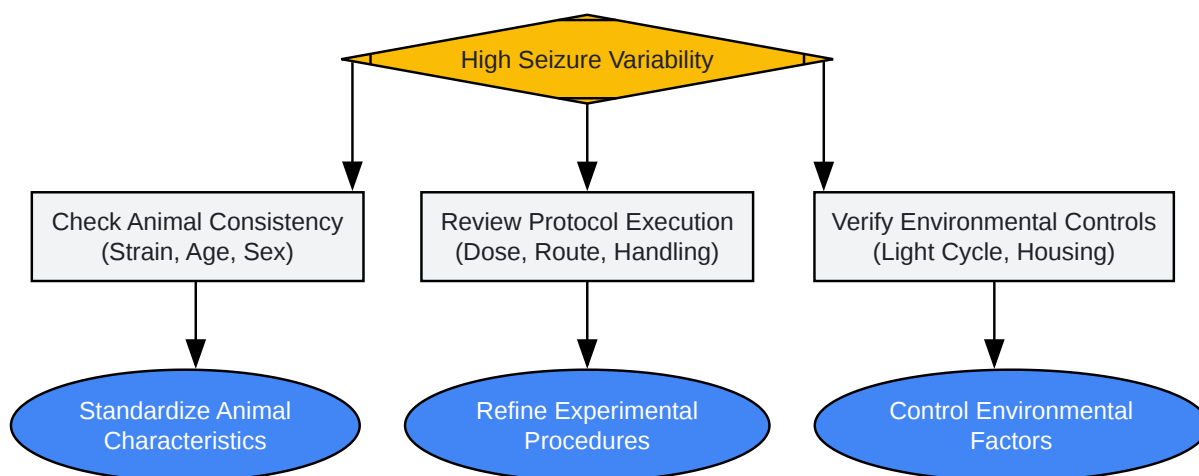 High Seizure Variability
Check Animal Consistency
(Strain, Age, Sex)
Review Protocol Execution
(Dose, Route, Handling)
Verify Environmental Controls
(Light Cycle, Housing)
Standardize Animal
Characteristics
Refine Experimental
Procedures
Control Environmental
Factors